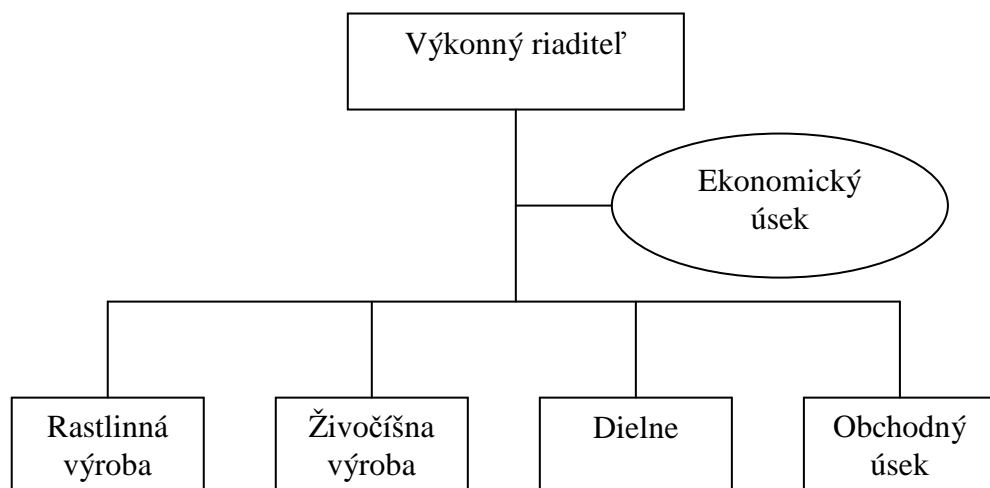 Výkonný riaditeľ
Ekonomický
úsek
Rastlinná
výroba
Živočíšna
výroba
Dielne
Obchodný
úsek